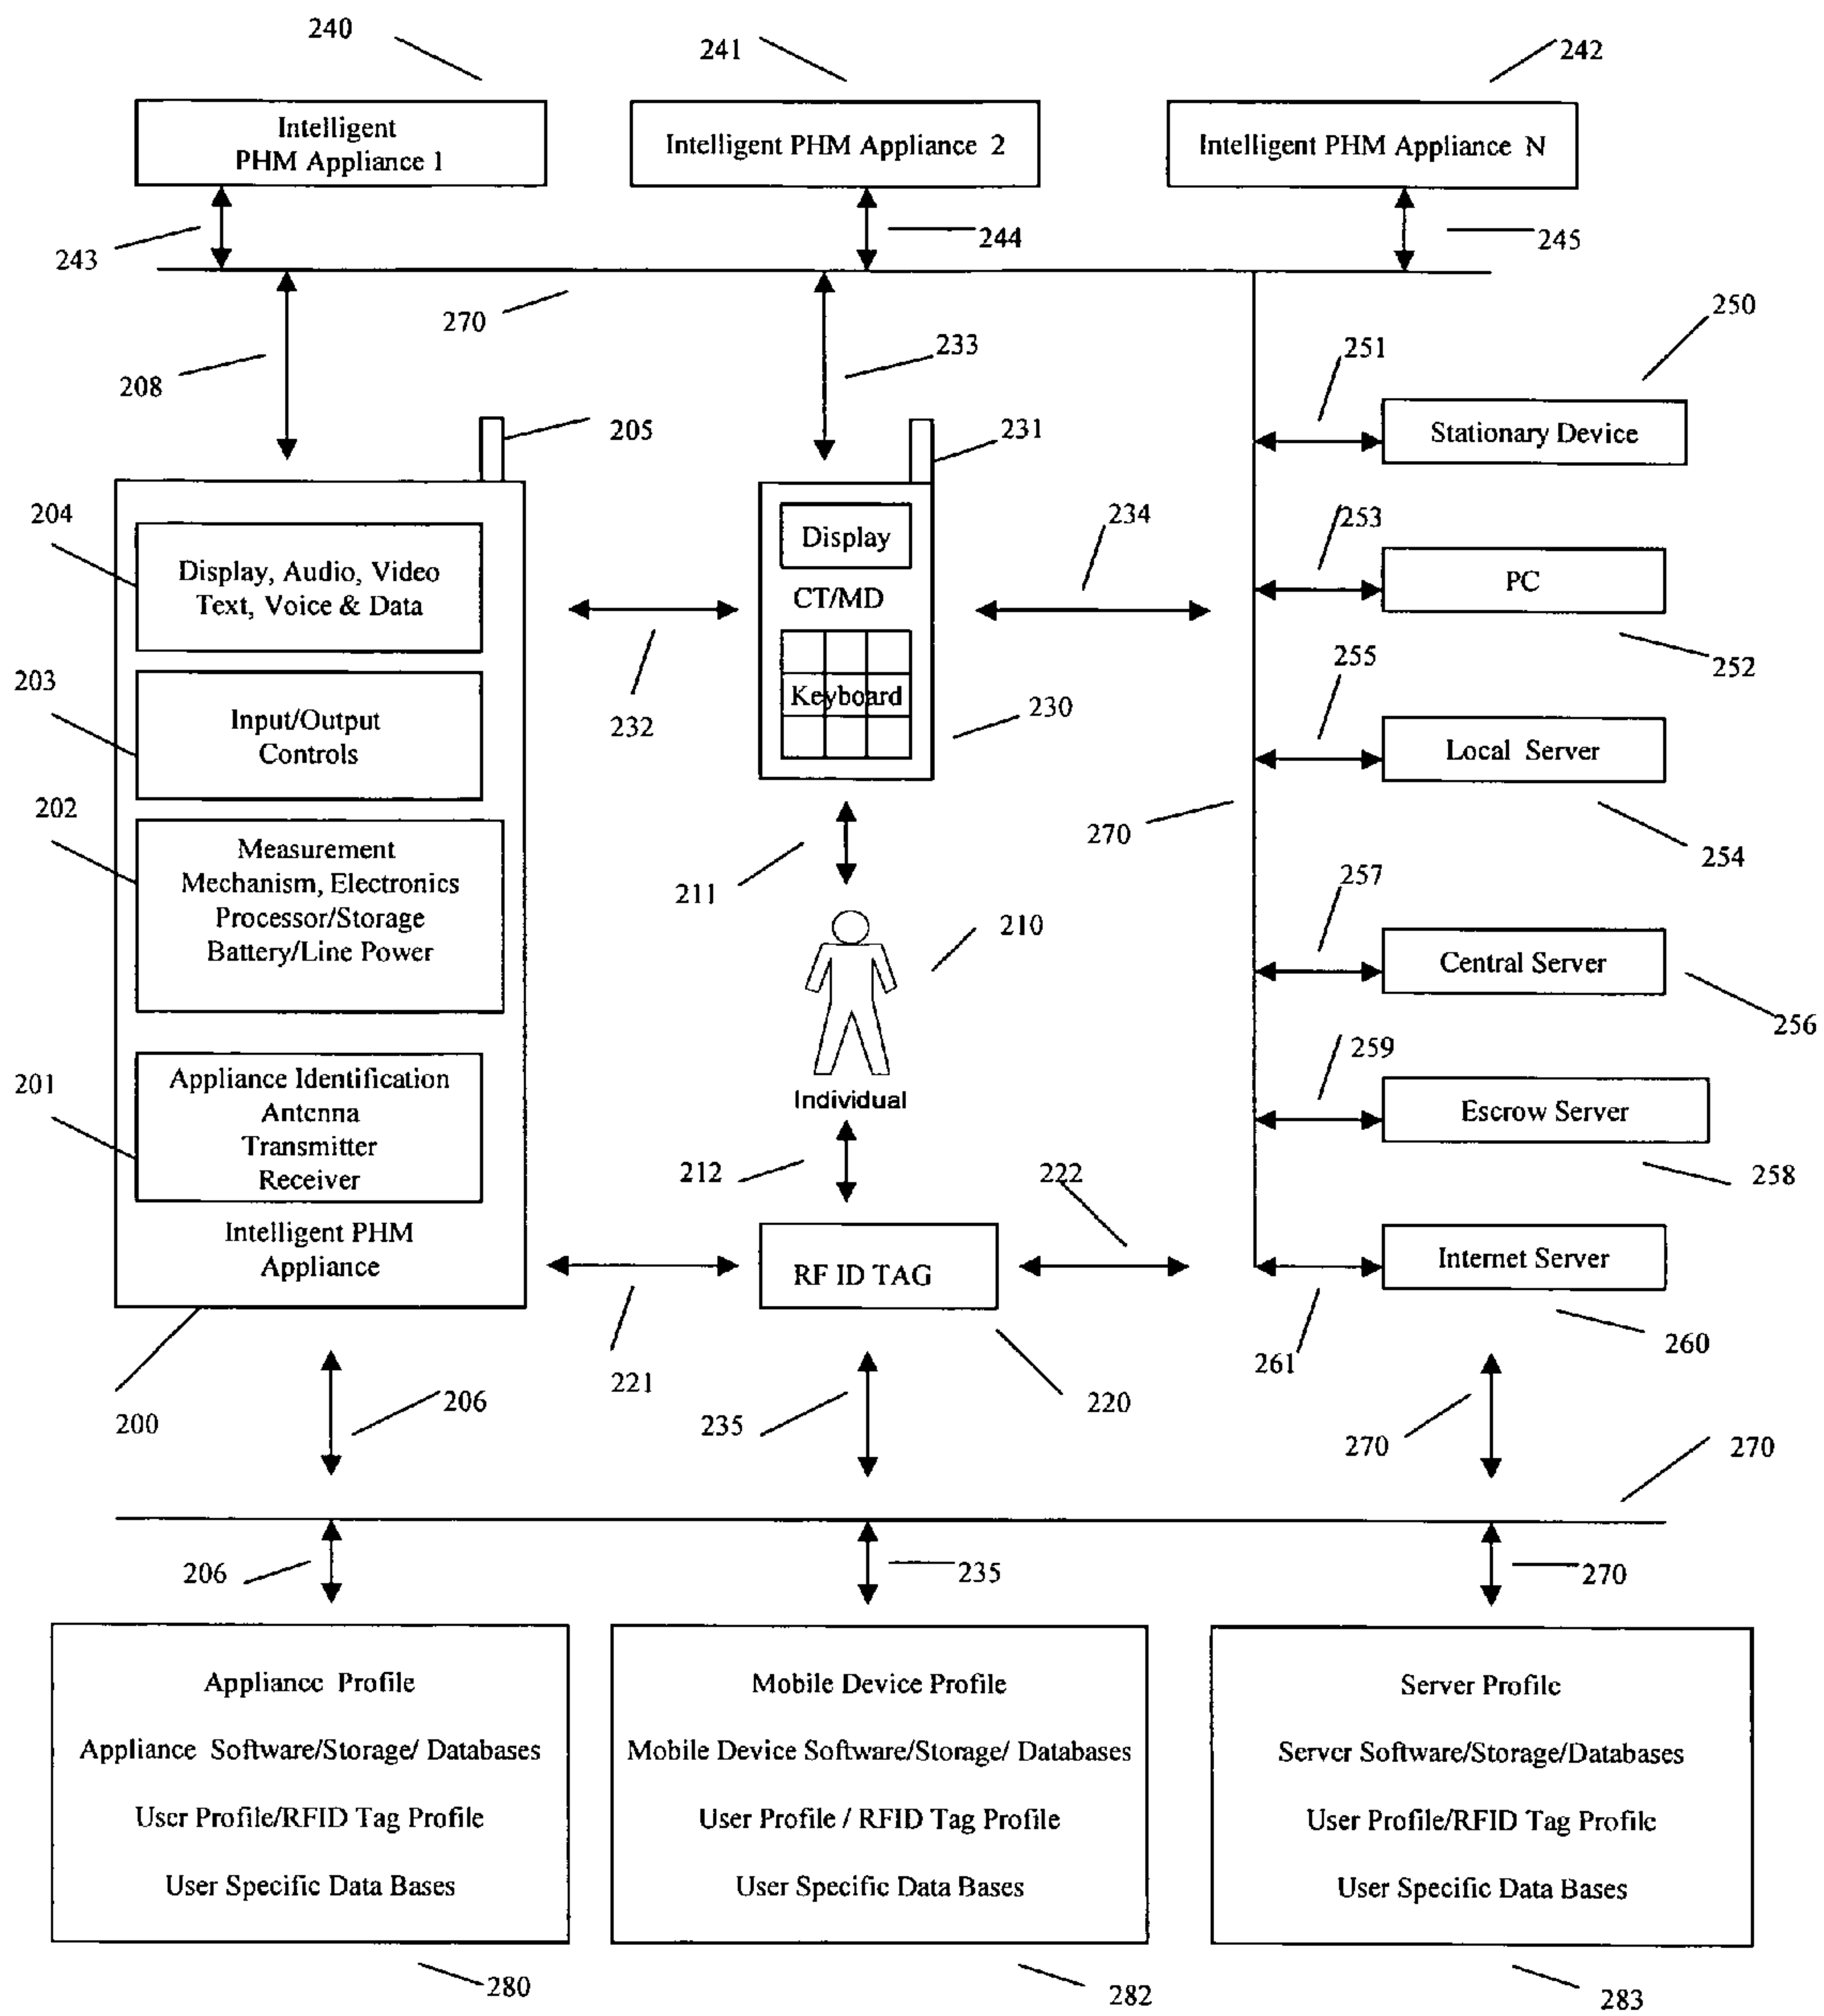 240
241
242
Intelligent
PHM Appliance 1
Intelligent PHM Appliance 2
Intelligent PHM Appliance N
243
244
245
270
208
233
250
251
205
231
Stationary Device
204
Display, Audio, Video
Text, Voice & Data
Display
CT/MD
234
253
PC
232
203
Input/Output
Controls
Keyboard
230
255
252
Local Server
202
Measurement
Mechanism, Electronics
Processor/Storage
Battery/Line Power
211
270
254
257
210
Central Server
256
Individual
259
201
Appliance Identification
Antenna
Transmitter
Receiver
Escrow Server
258
212
222
Intelligent PHM
Appliance
RF ID TAG
Internet Server
200
206
221
235
220
261
260
270
270
206
235
270
Appliance Profile
Appliance Software/Storage/ Databases
User Profile/RFID Tag Profile
User Specific Data Bases
Mobile Device Profile
Mobile Device Software/Storage/ Databases
User Profile / RFID Tag Profile
User Specific Data Bases
Server Profile
Server Software/Storage/Databases
User Profile/RFID Tag Profile
User Specific Data Bases
280
282
283